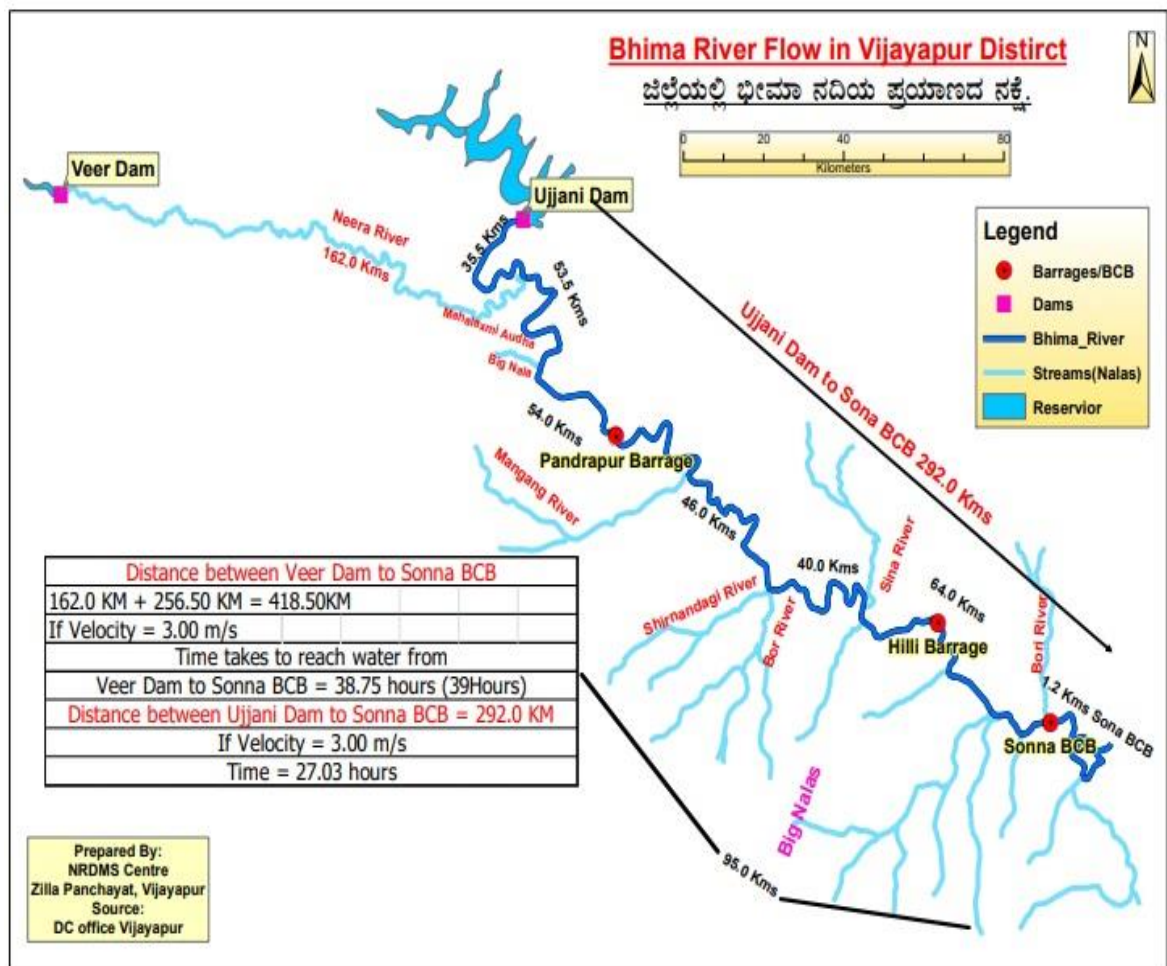 Bhima River Flow in Vijayapur Distirct
ಜಿಲ್ಲೆಯಲ್ಲಿ ಭೀಮಾ ನದಿಯ ಪ್ರಯಾಣದ ನಕ್ಷೆ.
N
0 20 40 80
Kilometers
Veer Dam
Ujjani Dam
Neera River
162.0 Kms
35.5 Kms
53.5 Kms
Mahalaxmi Audha
Big Nala
54.0 Kms
Pandrapur Barrage
Mangang River
46.0 Kms
Ujjani Dam to Sona BCB 292.0 Kms
Legend
Barrages/BCB
Dams
Bhima_River
Streams(Nalas)
Reservior
40.0 Kms
Sina River
64.0 Kms
Shirnandagi River
Bor River
Hilli Barrage
Bori River
1.2 Kms Sona BCB
Sonna BCB
Big Nalas
95.0 Kms
Distance between Veer Dam to Sonna BCB
162.0 KM + 256.50 KM = 418.50KM
If Velocity = 3.00 m/s
Time takes to reach water from
Veer Dam to Sonna BCB = 38.75 hours (39Hours)
Distance between Ujjani Dam to Sonna BCB = 292.0 KM
If Velocity = 3.00 m/s
Time = 27.03 hours
Prepared By:
NRDMS Centre
Zilla Panchayat, Vijayapur
Source:
DC office Vijayapur